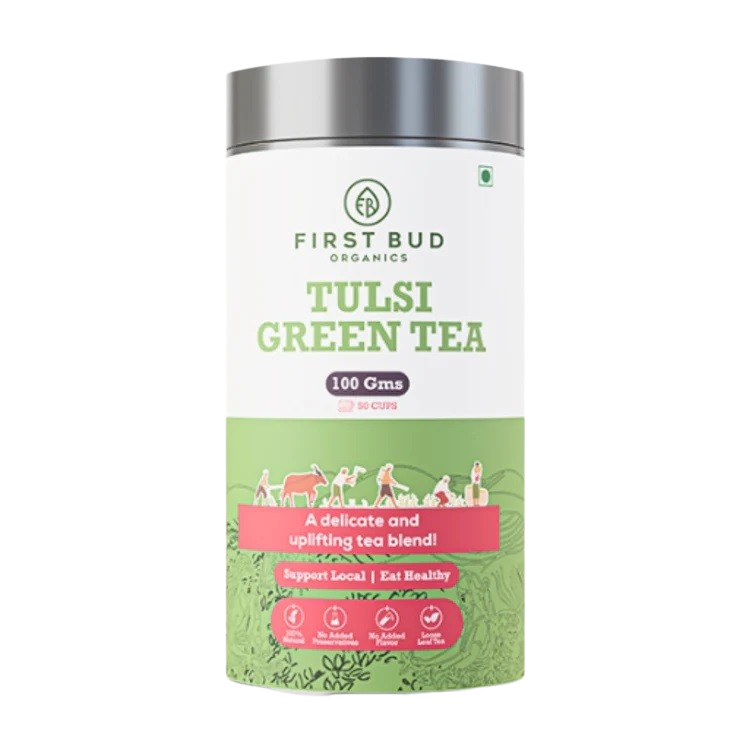 FB
FIRST BUD
ORGANICS
TULSI
GREEN TEA
100 Gms
50 CUPS
A delicate and
uplifting tea blend!
Support Local | Eat Healthy
100% Natural
No Added Preservatives
No Added Flavor
Loose Leaf Tea